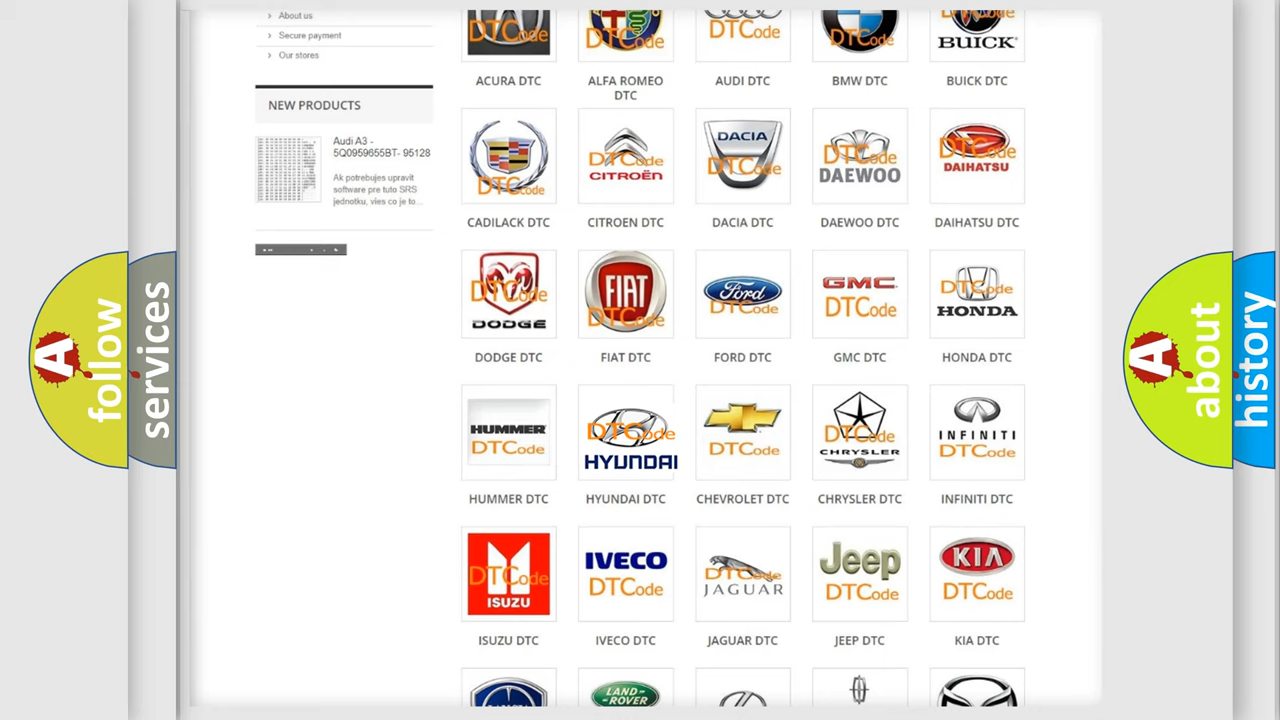 About us
Secure payment
Our stores
NEW PRODUCTS
Audi A3 -
5Q0959655BT- 95128
Ak potrebujes upravit
software pre tuto SRS
jednotku, vies co je to...
DTCode DTCode DTCode DTCode BUICK
ACURA DTC ALFA ROMEO DTC AUDI DTC BMW DTC BUICK DTC
DTCode DTCode CITROËN DACIA DTCode DTCode DAEWOO DTCode DAIHATSU
CADILACK DTC CITROEN DTC DACIA DTC DAEWOO DTC DAIHATSU DTC
DTCode DODGE FIAT DTCode Ford DTCode GMC DTCode DTCode HONDA
DODGE DTC FIAT DTC FORD DTC GMC DTC HONDA DTC
HUMMER DTCode DTCode HYUNDAI DTCode DTCode CHRYSLER INFINITI DTCode
HUMMER DTC HYUNDAI DTC CHEVROLET DTC CHRYSLER DTC INFINITI DTC
DTCode ISUZU IVECO DTCode DTCode JAGUAR Jeep DTCode KIA DTCode
ISUZU DTC IVECO DTC JAGUAR DTC JEEP DTC KIA DTC
LAND-
ROVER
A
follow
services
A
about
history